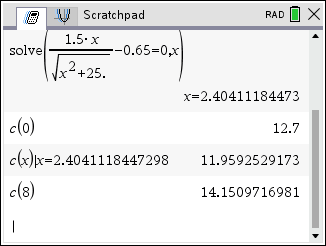 Scratchpad RAD
solve(1.5·x/√(x²+25.)−0.65=0,x)
x=2.40411184473
c(0) 12.7
c(x)|x=2.4041118447298 11.9592529173
c(8) 14.1509716981